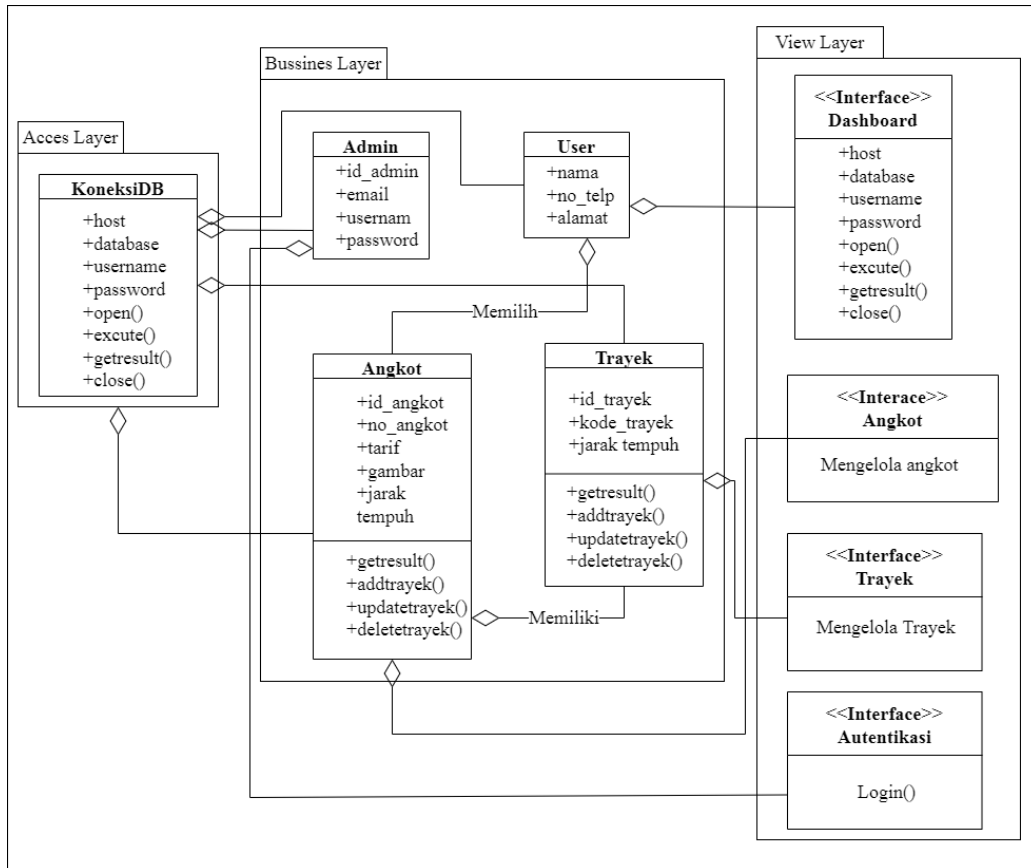 Acces Layer
KoneksiDB
+host
+database
+username
+password
+open()
+excute()
+getresult()
+close()
Bussines Layer
Admin
+id_admin
+email
+usernam
+password
User
+nama
+no_telp
+alamat
Memilih
Angkot
+id_angkot
+no_angkot
+tarif
+gambar
+jarak
tempuh
+getresult()
+addtrayek()
+updatetrayek()
+deletetrayek()
Trayek
+id_trayek
+kode_trayek
+jarak tempuh
+getresult()
+addtrayek()
+updatetrayek()
+deletetrayek()
Memiliki
View Layer
<<Interface>>
Dashboard
+host
+database
+username
+password
+open()
+excute()
+getresult()
+close()
<<Interace>>
Angkot
Mengelola angkot
<<Interface>>
Trayek
Mengelola Trayek
<<Interface>>
Autentikasi
Login()